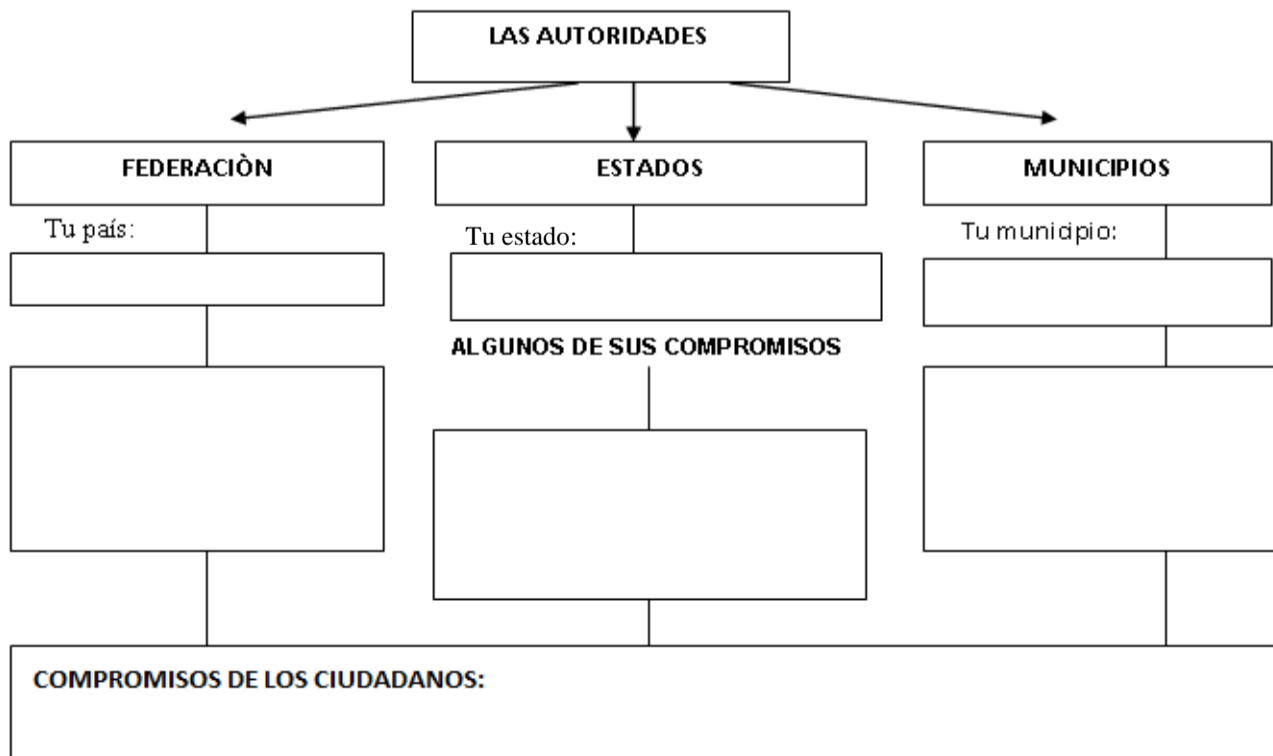 LAS AUTORIDADES
FEDERACIÒN
ESTADOS
MUNICIPIOS
Tu país:
Tu estado:
Tu municipio:
ALGUNOS DE SUS COMPROMISOS
COMPROMISOS DE LOS CIUDADANOS: